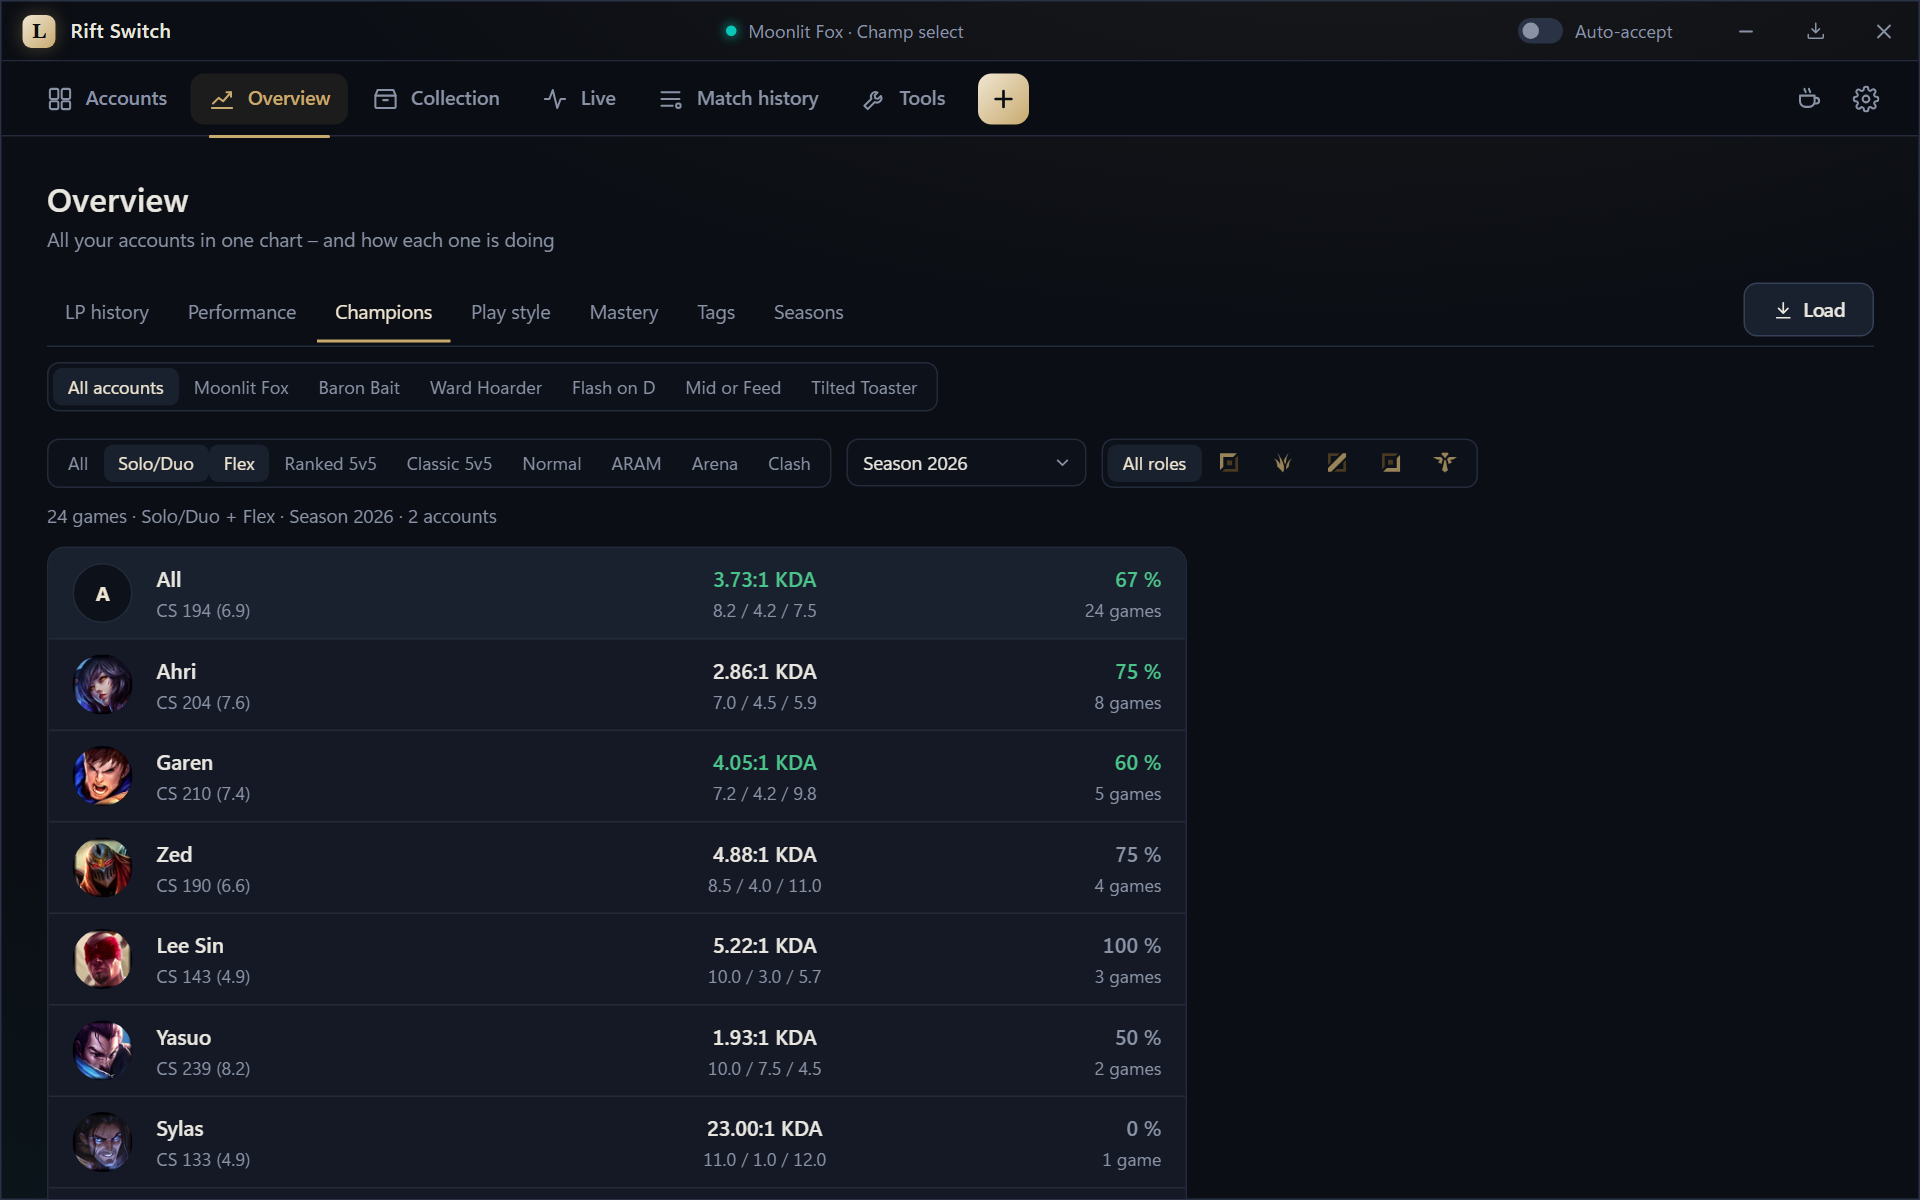 L Rift Switch
Moonlit Fox · Champ select
Auto-accept
Accounts
Overview
Collection
Live
Match history
Tools
Overview
All your accounts in one chart – and how each one is doing
LP history
Performance
Champions
Play style
Mastery
Tags
Seasons
Load
All accounts
Moonlit Fox
Baron Bait
Ward Hoarder
Flash on D
Mid or Feed
Tilted Toaster
All
Solo/Duo
Flex
Ranked 5v5
Classic 5v5
Normal
ARAM
Arena
Clash
Season 2026
All roles
24 games · Solo/Duo + Flex · Season 2026 · 2 accounts
A
All
3.73:1 KDA
67 %
CS 194 (6.9)
8.2 / 4.2 / 7.5
24 games
Ahri
2.86:1 KDA
75 %
CS 204 (7.6)
7.0 / 4.5 / 5.9
8 games
Garen
4.05:1 KDA
60 %
CS 210 (7.4)
7.2 / 4.2 / 9.8
5 games
Zed
4.88:1 KDA
75 %
CS 190 (6.6)
8.5 / 4.0 / 11.0
4 games
Lee Sin
5.22:1 KDA
100 %
CS 143 (4.9)
10.0 / 3.0 / 5.7
3 games
Yasuo
1.93:1 KDA
50 %
CS 239 (8.2)
10.0 / 7.5 / 4.5
2 games
Sylas
23.00:1 KDA
0 %
CS 133 (4.9)
11.0 / 1.0 / 12.0
1 game